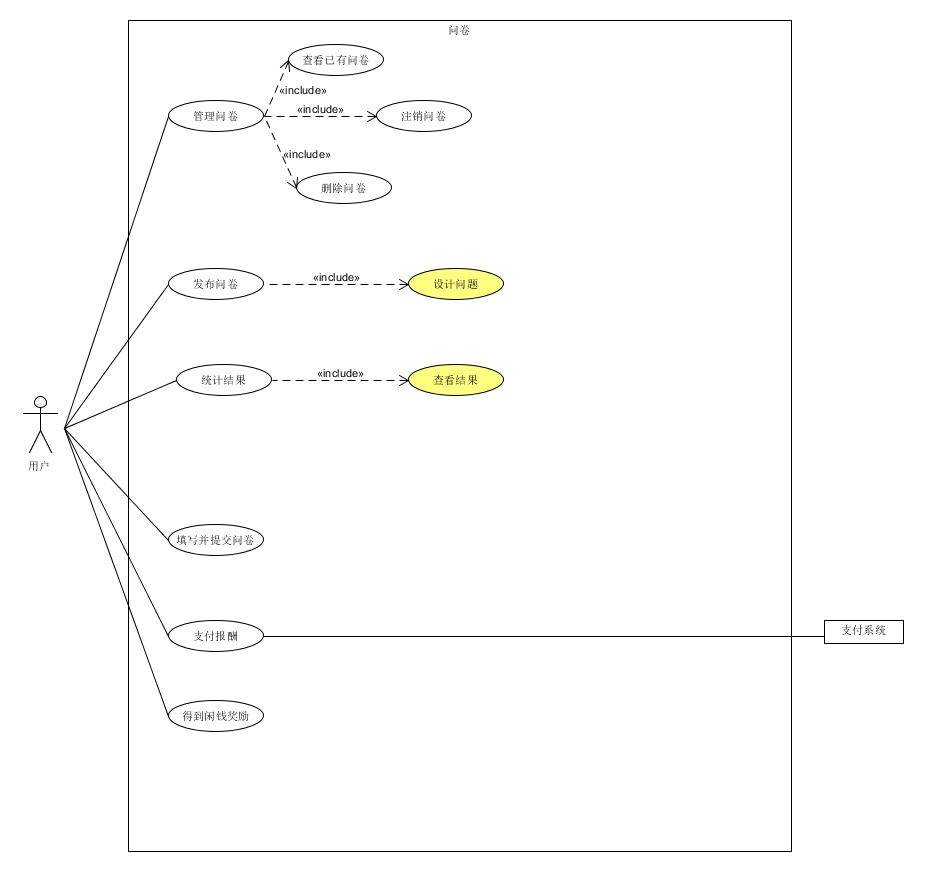 问卷
查看已有问卷
«include»
管理问卷
«include»
注销问卷
«include»
删除问卷
发布问卷
«include»
设计问题
统计结果
«include»
查看结果
用户
填写并提交问卷
支付报酬
支付系统
得到闲钱奖励